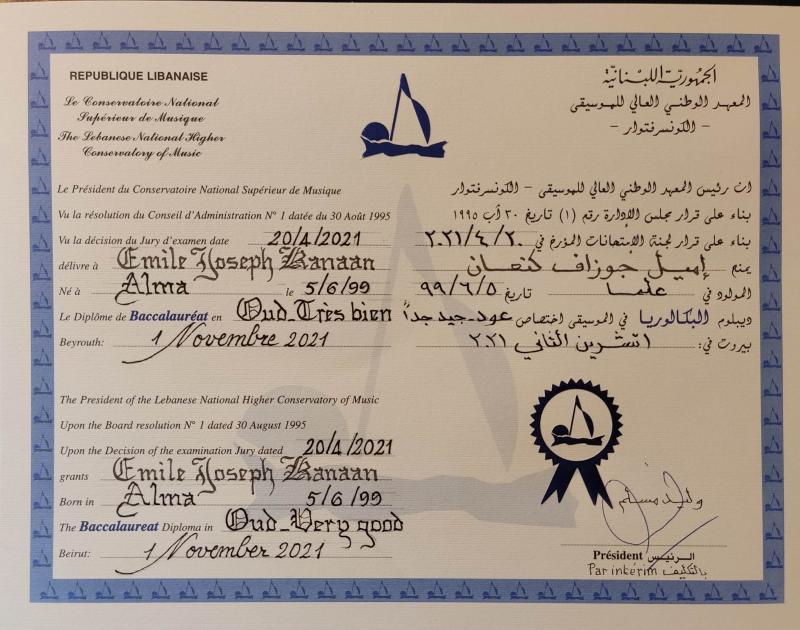 REPUBLIQUE LIBANAISE
Le Conservatoire National
Supérieur de Musique
The Lebanese National Higher
Conservatory of Music
الجمهورية اللبنانية
المعهد الوطني العالي للموسيقى
- الكونسرفتوار -
Le Président du Conservatoire National Supérieur de Musique
Vu la résolution du Conseil d'Administration N° 1 datée du 30 Août 1995
Vu la décision du Jury d'examen date 20/4/2021
délivre à Emile Joseph Kanaan
Né à Alma le 5/6/99
Le Diplôme de Baccalauréat en Oud_Très bien
Beyrouth: 1 Novembre 2021
ان رئيس المعهد الوطني العالي للموسيقى - الكونسرفتوار
بناء على قرار مجلس الإدارة رقم (١) تاريخ ٣٠ آب ١٩٩٥
بناء على قرار لجنة الامتحانات المؤرخ في ٢٠٢١/٤/٢٠
يمنح إميل جوزاف كنعان
المولود في علما تاريخ ٩٩/٦/٥
ديبلوم البكالوريا في الموسيقى اختصاص عود-جيد جداً
بيروت في: ١ تشرين الثاني ٢٠٢١
The President of the Lebanese National Higher Conservatory of Music
Upon the Board resolution N° 1 dated 30 August 1995
Upon the Decision of the examination Jury dated 20/4/2021
grants Emile Joseph Kanaan
Born in Alma 5/6/99
The Baccalaureat Diploma in Oud_Very good
Beirut: 1 November 2021
وليد مسلم
Président الرئيس
Par intérim بالتكليف